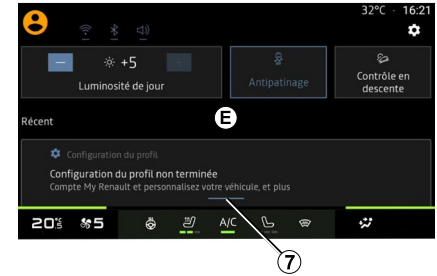 32°C · 16:21
— +5 +
Luminosité de jour
Antipatinage
Contrôle en
descente
E
Récent
Configuration du profil
Configuration du profil non terminée
Compte My Renault et personnalisez votre véhicule, et plus
20 5 A/C
7